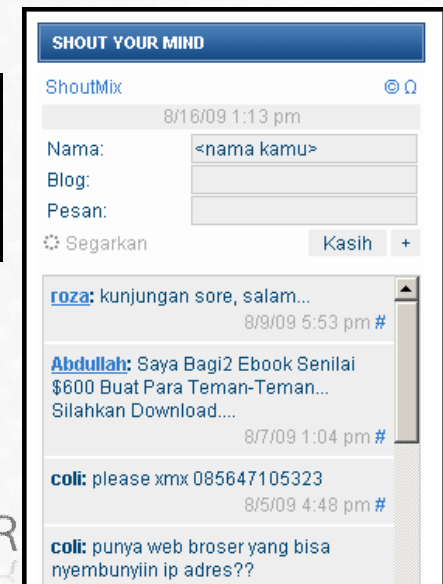 SHOUT YOUR MIND
ShoutMix © Ω
8/16/09 1:13 pm
Nama: <nama kamu>
Blog:
Pesan:
Segarkan Kasih +
roza: kunjungan sore, salam...
8/9/09 5:53 pm #
Abdullah: Saya Bagi2 Ebook Senilai
$600 Buat Para Teman-Teman...
Silahkan Download....
8/7/09 1:04 pm #
coli: please xmx 085647105323
8/5/09 4:48 pm #
coli: punya web broser yang bisa
nyembunyiin ip adres??
R